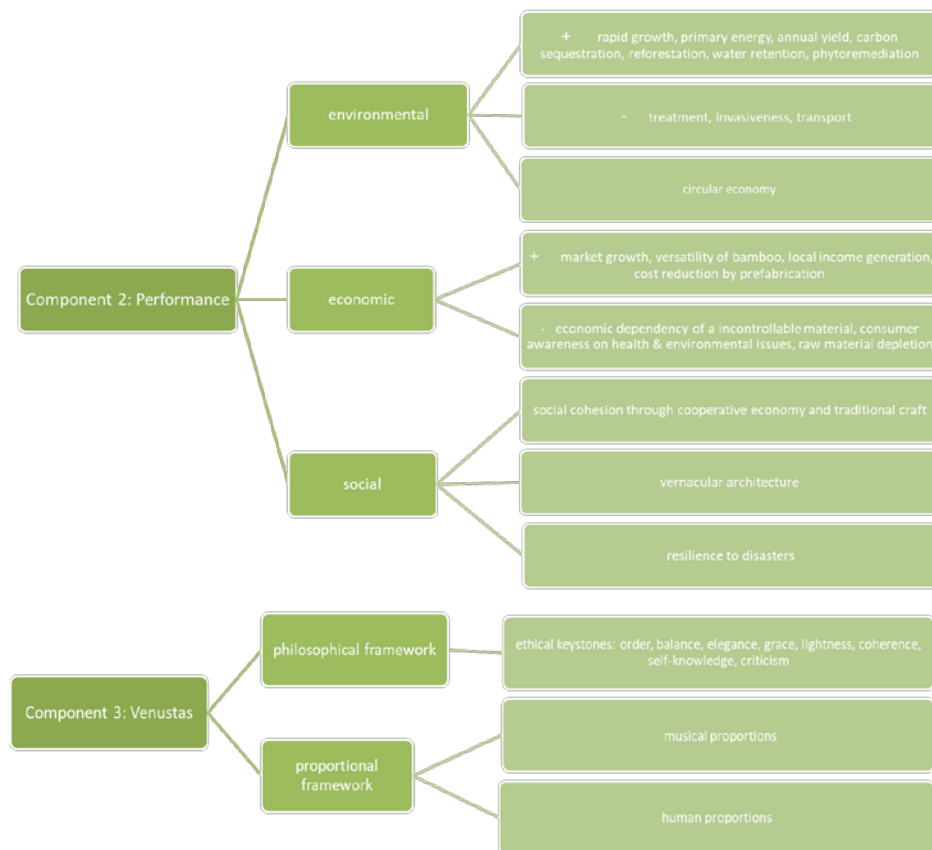 + rapid growth, primary energy, annual yield, carbon
sequestration, reforestation, water retention, phytoremediation
environmental
- treatment, invasiveness, transport
circular economy
Component 2: Performance
economic
+ market growth, versatility of bamboo, local income generation,
cost reduction by prefabrication
- economic dependency of a incontrollable material, consumer
awareness on health & environmental issues, raw material depletion
social
social cohesion through cooperative economy and traditional craft
vernacular architecture
resilience to disasters
Component 3: Venustas
philosophical framework
ethical keystones: order, balance, elegance, grace, lightness, coherence,
self-knowledge, criticism
proportional
framework
musical proportions
human proportions